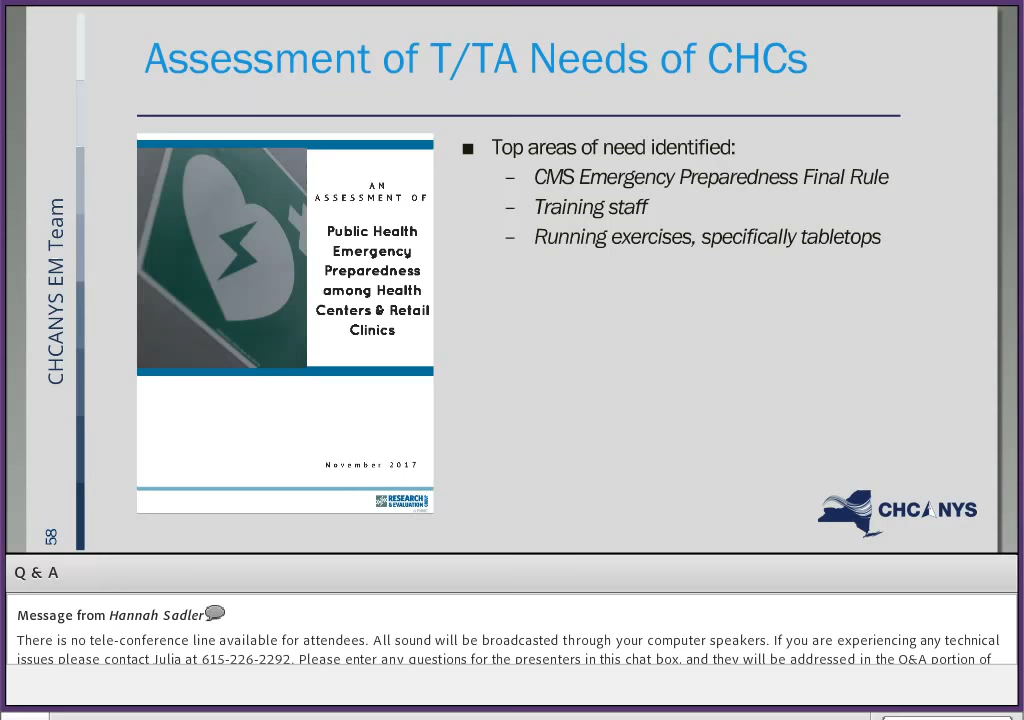 Assessment of T/TA Needs of CHCs
CHCANYS EM Team
58
AN
ASSESSMENT OF
Public Health
Emergency
Preparedness
among Health
Centers & Retail
Clinics
November 2017
RESEARCH
& EVALUATION
■ Top areas of need identified:
– CMS Emergency Preparedness Final Rule
– Training staff
– Running exercises, specifically tabletops
CHCANYS
Q & A
Message from Hannah Sadler
There is no tele-conference line available for attendees. All sound will be broadcasted through your computer speakers. If you are experiencing any technical
issues please contact Julia at 615-226-2292. Please enter any questions for the presenters in this chat box, and they will be addressed in the Q&A portion of